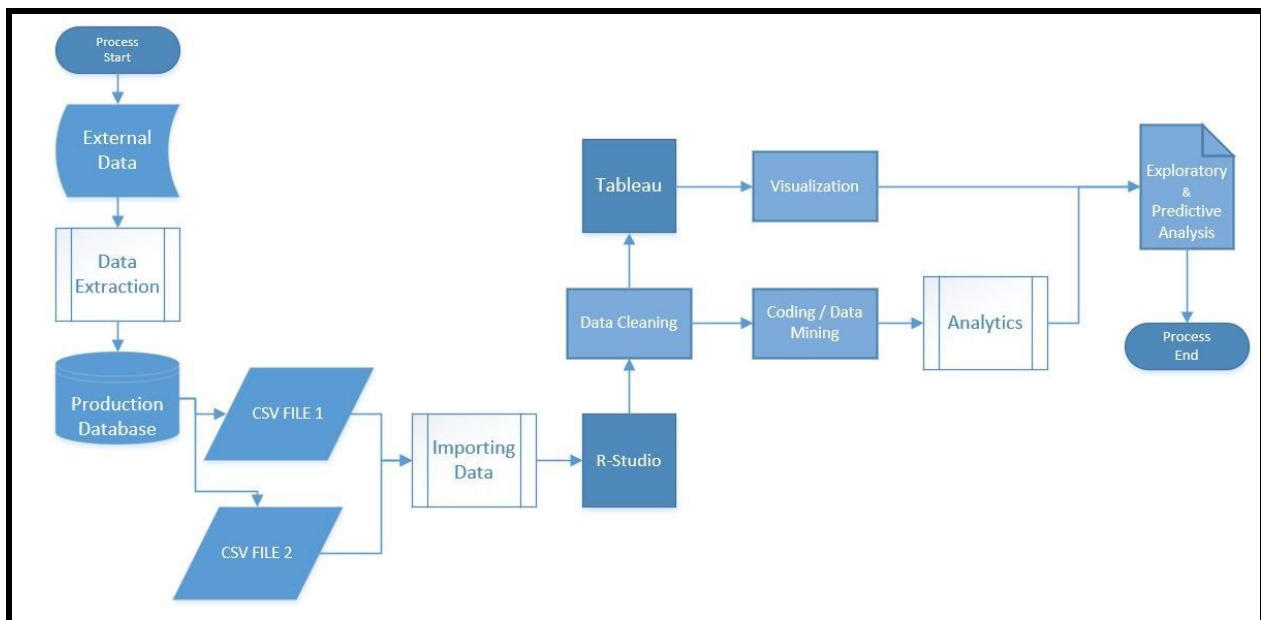 Process
Start
External
Data
Data
Extraction
Production
Database
CSV FILE 1
CSV FILE 2
Importing
Data
R-Studio
Data Cleaning
Tableau
Visualization
Coding / Data
Mining
Analytics
Exploratory
&
Predictive
Analysis
Process
End